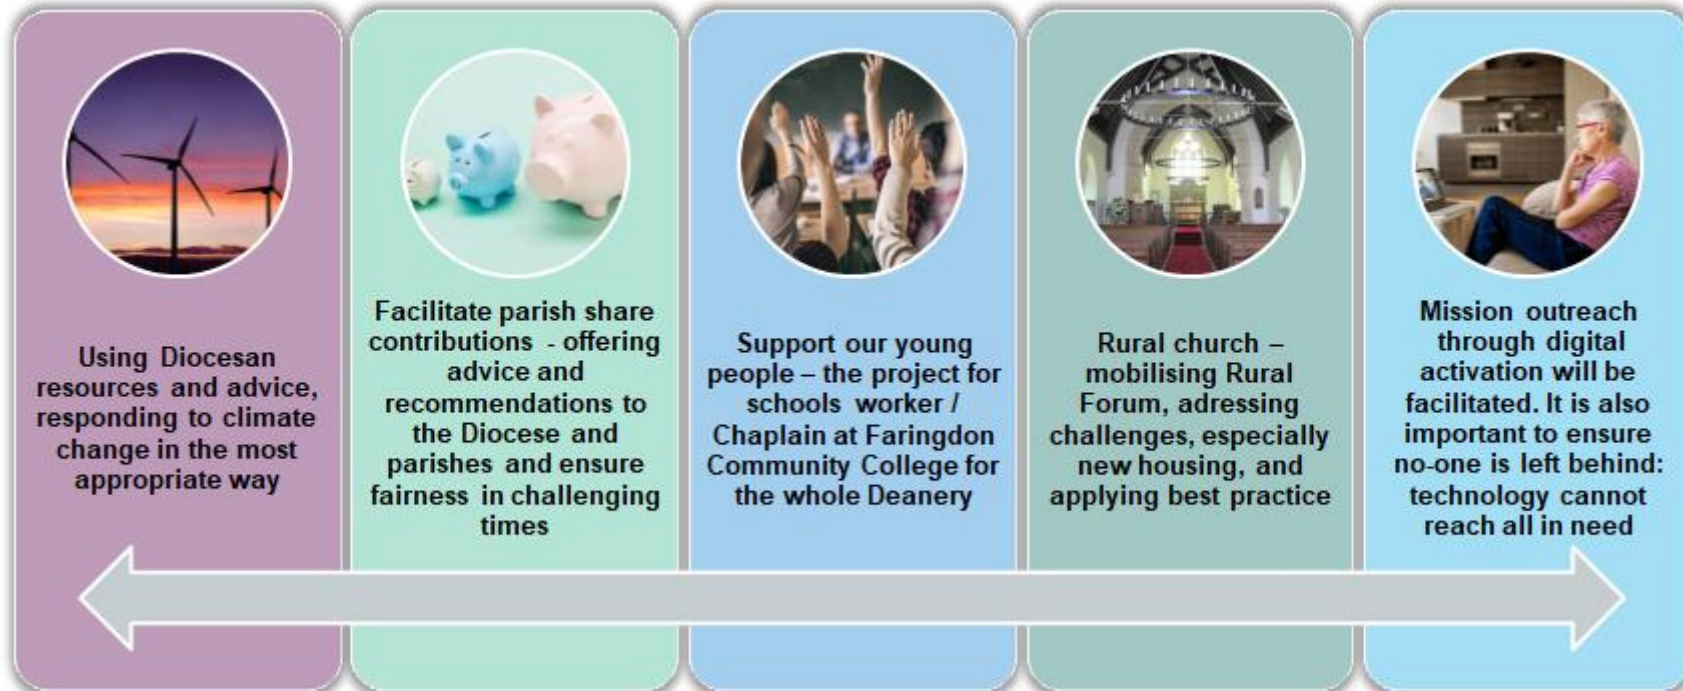 Using Diocesan
resources and advice,
responding to climate
change in the most
appropriate way
Facilitate parish share
contributions - offering
advice and
recommendations to
the Diocese and
parishes and ensure
fairness in challenging
times
Support our young
people – the project for
schools worker /
Chaplain at Faringdon
Community College for
the whole Deanery
Rural church –
mobilising Rural
Forum, adressing
challenges, especially
new housing, and
applying best practice
Mission outreach
through digital
activation will be
facilitated. It is also
important to ensure
no-one is left behind:
technology cannot
reach all in need